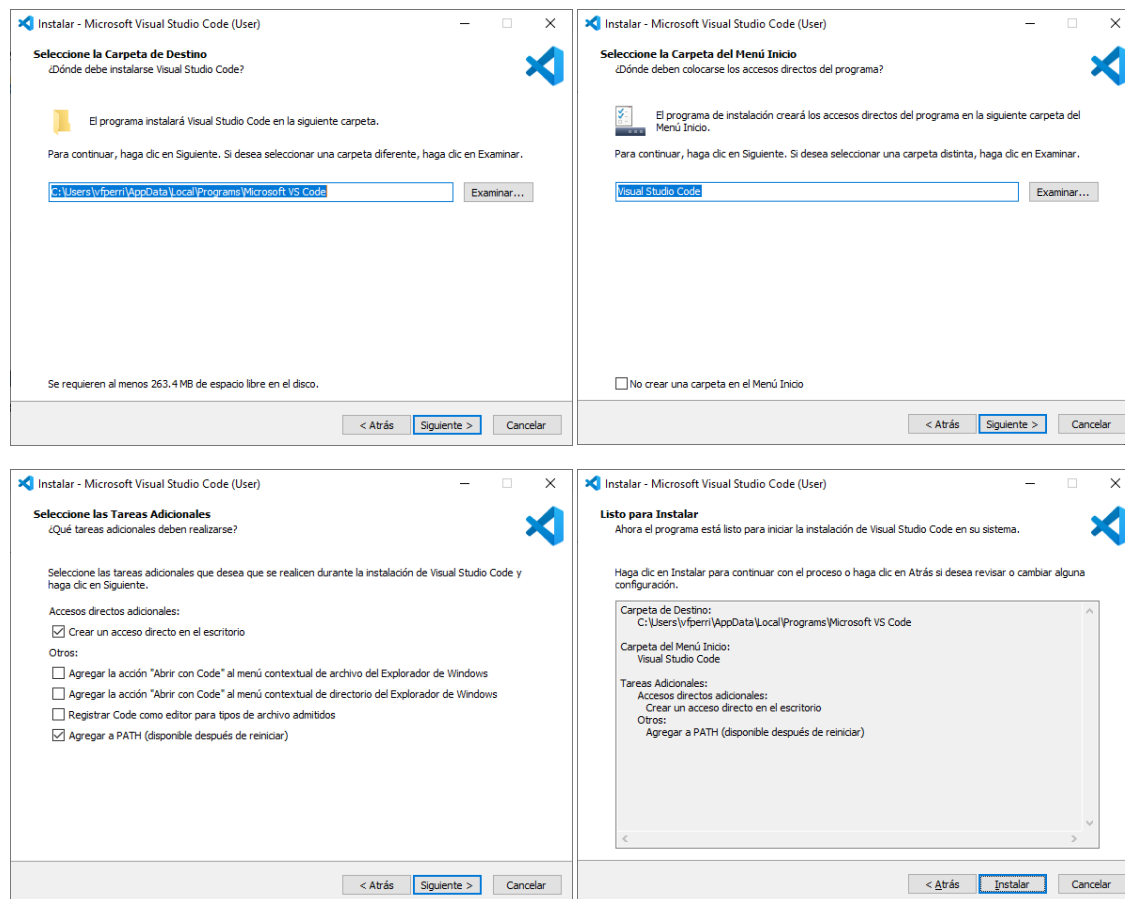 Instalar - Microsoft Visual Studio Code (User)
Seleccione la Carpeta de Destino
¿Dónde debe instalarse Visual Studio Code?
El programa instalará Visual Studio Code en la siguiente carpeta.
Para continuar, haga clic en Siguiente. Si desea seleccionar una carpeta diferente, haga clic en Examinar.
C:\Users\vfperri\AppData\Local\Programs\Microsoft VS Code
Examinar...
Se requieren al menos 263.4 MB de espacio libre en el disco.
< Atrás
Siguiente >
Cancelar
Instalar - Microsoft Visual Studio Code (User)
Seleccione la Carpeta del Menú Inicio
¿Dónde deben colocarse los accesos directos del programa?
El programa de instalación creará los accesos directos del programa en la siguiente carpeta del
Menú Inicio.
Para continuar, haga clic en Siguiente. Si desea seleccionar una carpeta distinta, haga clic en Examinar.
Visual Studio Code
Examinar...
No crear una carpeta en el Menú Inicio
< Atrás
Siguiente >
Cancelar
Instalar - Microsoft Visual Studio Code (User)
Seleccione las Tareas Adicionales
¿Qué tareas adicionales deben realizarse?
Seleccione las tareas adicionales que desea que se realicen durante la instalación de Visual Studio Code y
haga clic en Siguiente.
Accesos directos adicionales:
Crear un acceso directo en el escritorio
Otros:
Agregar la acción "Abrir con Code" al menú contextual de archivo del Explorador de Windows
Agregar la acción "Abrir con Code" al menú contextual de directorio del Explorador de Windows
Registrar Code como editor para tipos de archivo admitidos
Agregar a PATH (disponible después de reiniciar)
< Atrás
Siguiente >
Cancelar
Instalar - Microsoft Visual Studio Code (User)
Listo para Instalar
Ahora el programa está listo para iniciar la instalación de Visual Studio Code en su sistema.
Haga clic en Instalar para continuar con el proceso o haga clic en Atrás si desea revisar o cambiar alguna
configuración.
Carpeta de Destino:
C:\Users\vfperri\AppData\Local\Programs\Microsoft VS Code
Carpeta del Menú Inicio:
Visual Studio Code
Tareas Adicionales:
Accesos directos adicionales:
Crear un acceso directo en el escritorio
Otros:
Agregar a PATH (disponible después de reiniciar)
< Atrás
Instalar
Cancelar